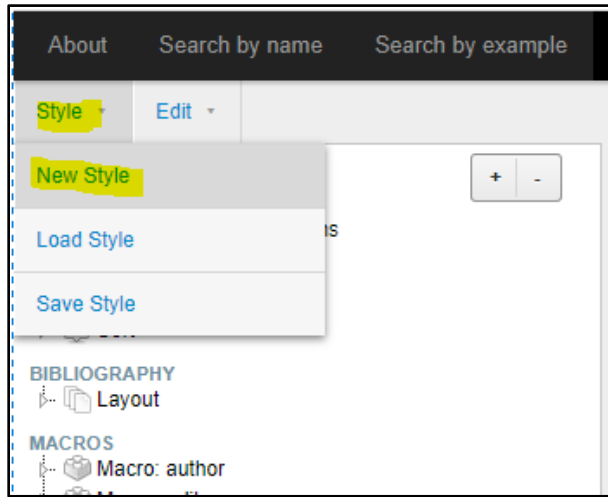 About Search by name Search by example
Style Edit
New Style + -
ns
Load Style
Save Style
BIBLIOGRAPHY
Layout
MACROS
Macro: author